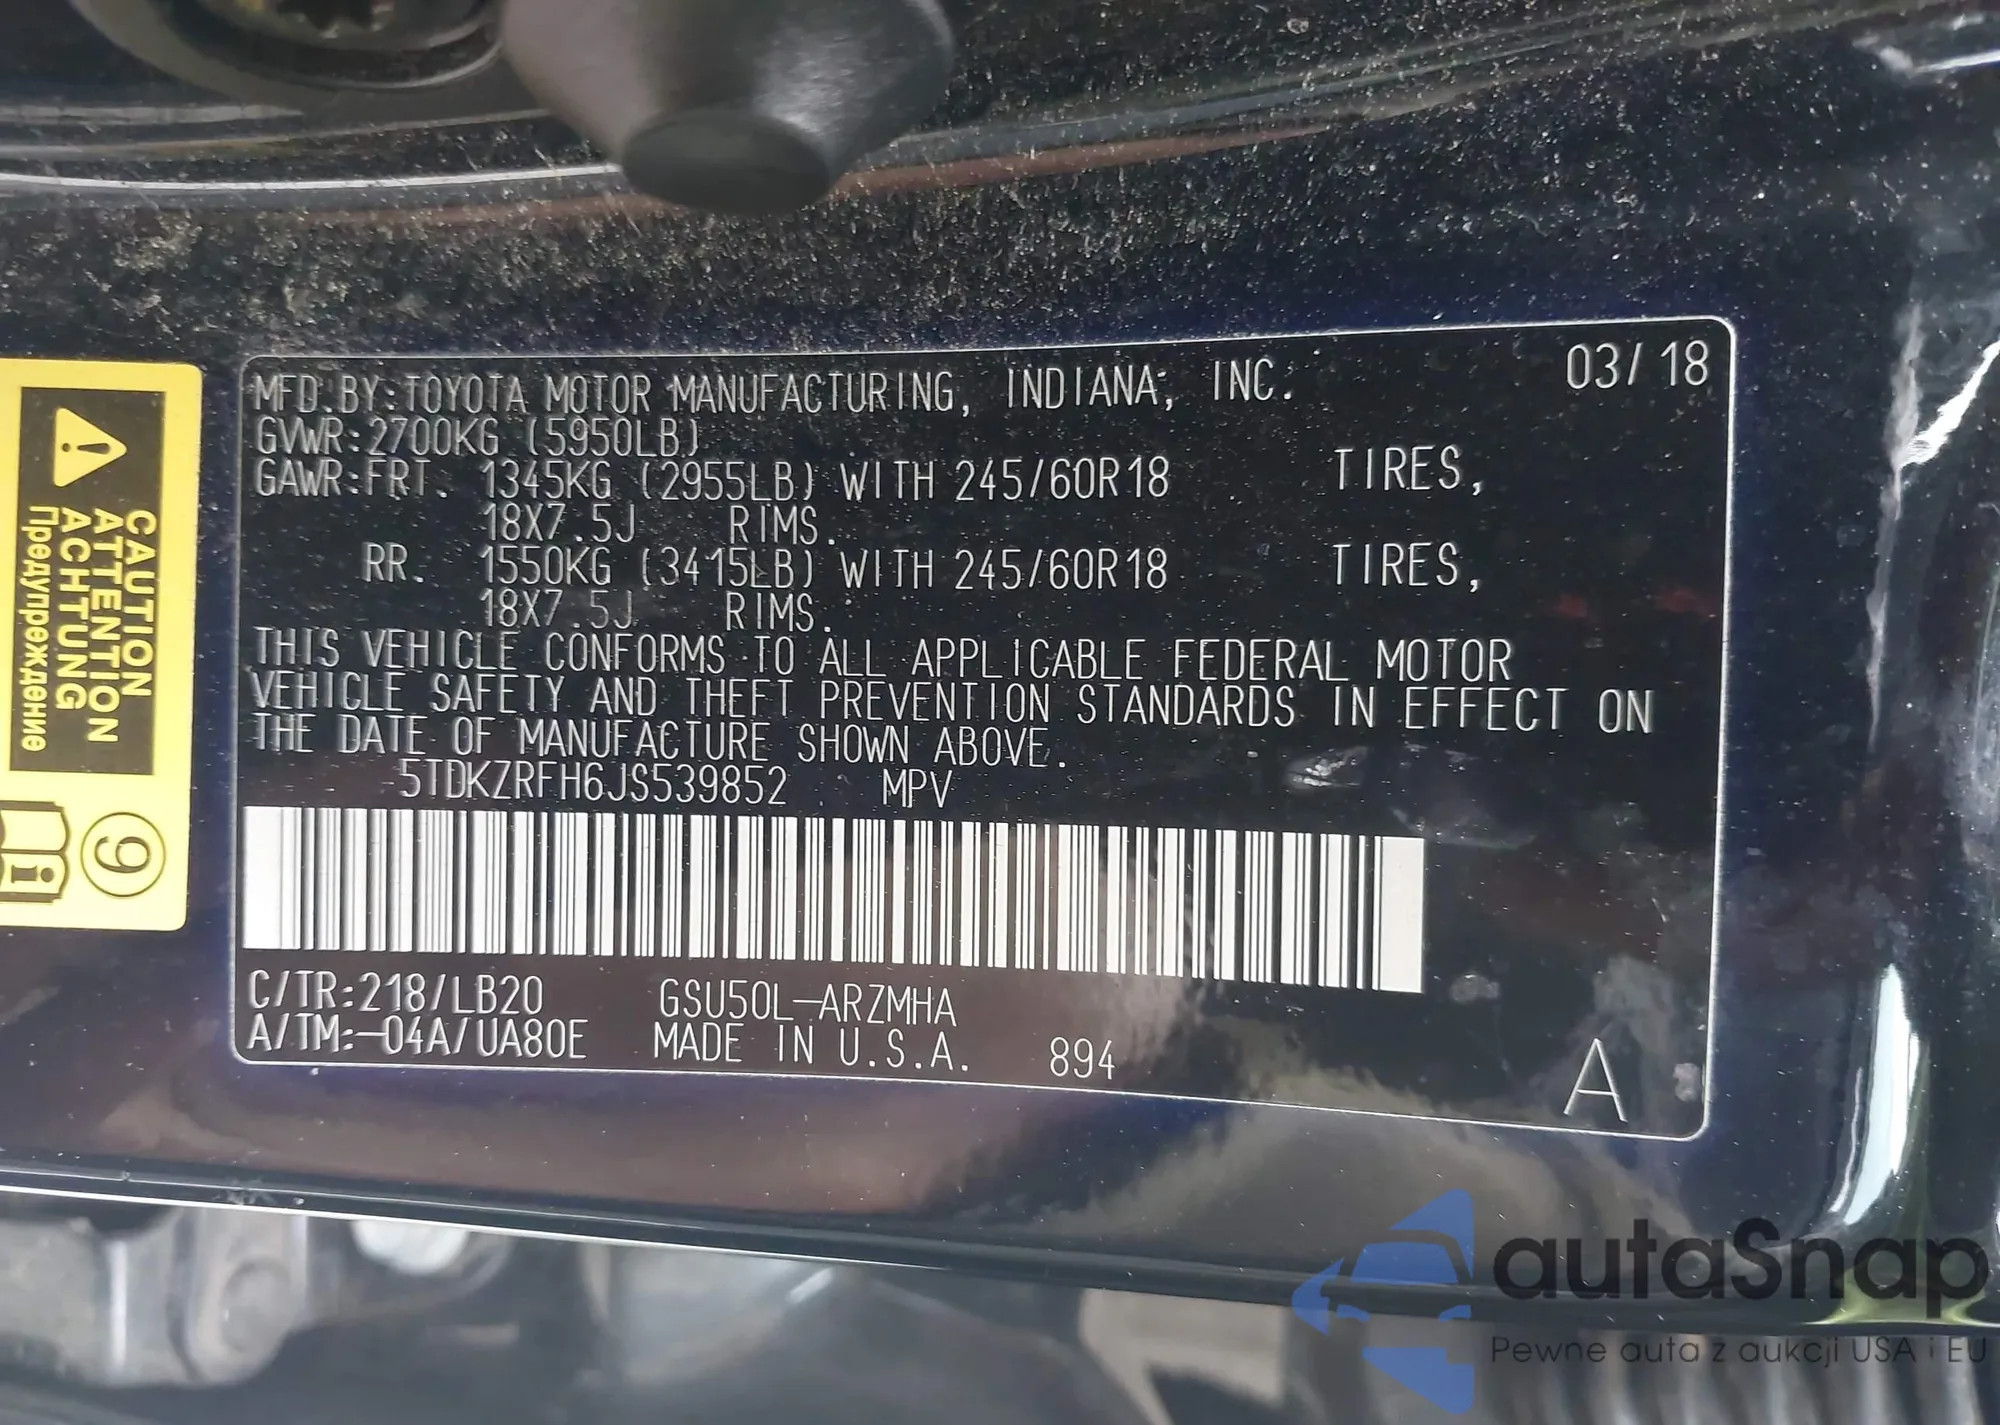 MFD.BY:TOYOTA MOTOR MANUFACTURING, INDIANA, INC. 03/18
GVWR:2700KG (5950LB)
GAWR:FRT. 1345KG (2955LB) WITH 245/60R18 TIRES,
18X7.5J RIMS.
RR. 1550KG (3415LB) WITH 245/60R18 TIRES,
18X7.5J RIMS.
THIS VEHICLE CONFORMS TO ALL APPLICABLE FEDERAL MOTOR
VEHICLE SAFETY AND THEFT PREVENTION STANDARDS IN EFFECT ON
THE DATE OF MANUFACTURE SHOWN ABOVE.
5TDKZRFH6JS539852 MPV
C/TR:218/LB20 GSU50L-ARZMHA
A/TM:-04A/UA80E MADE IN U.S.A. 894 A
CAUTION
ATTENTION
ACHTUNG
Предупреждение
9
i
autaSnap
Pewne auta z aukcji USA i EU